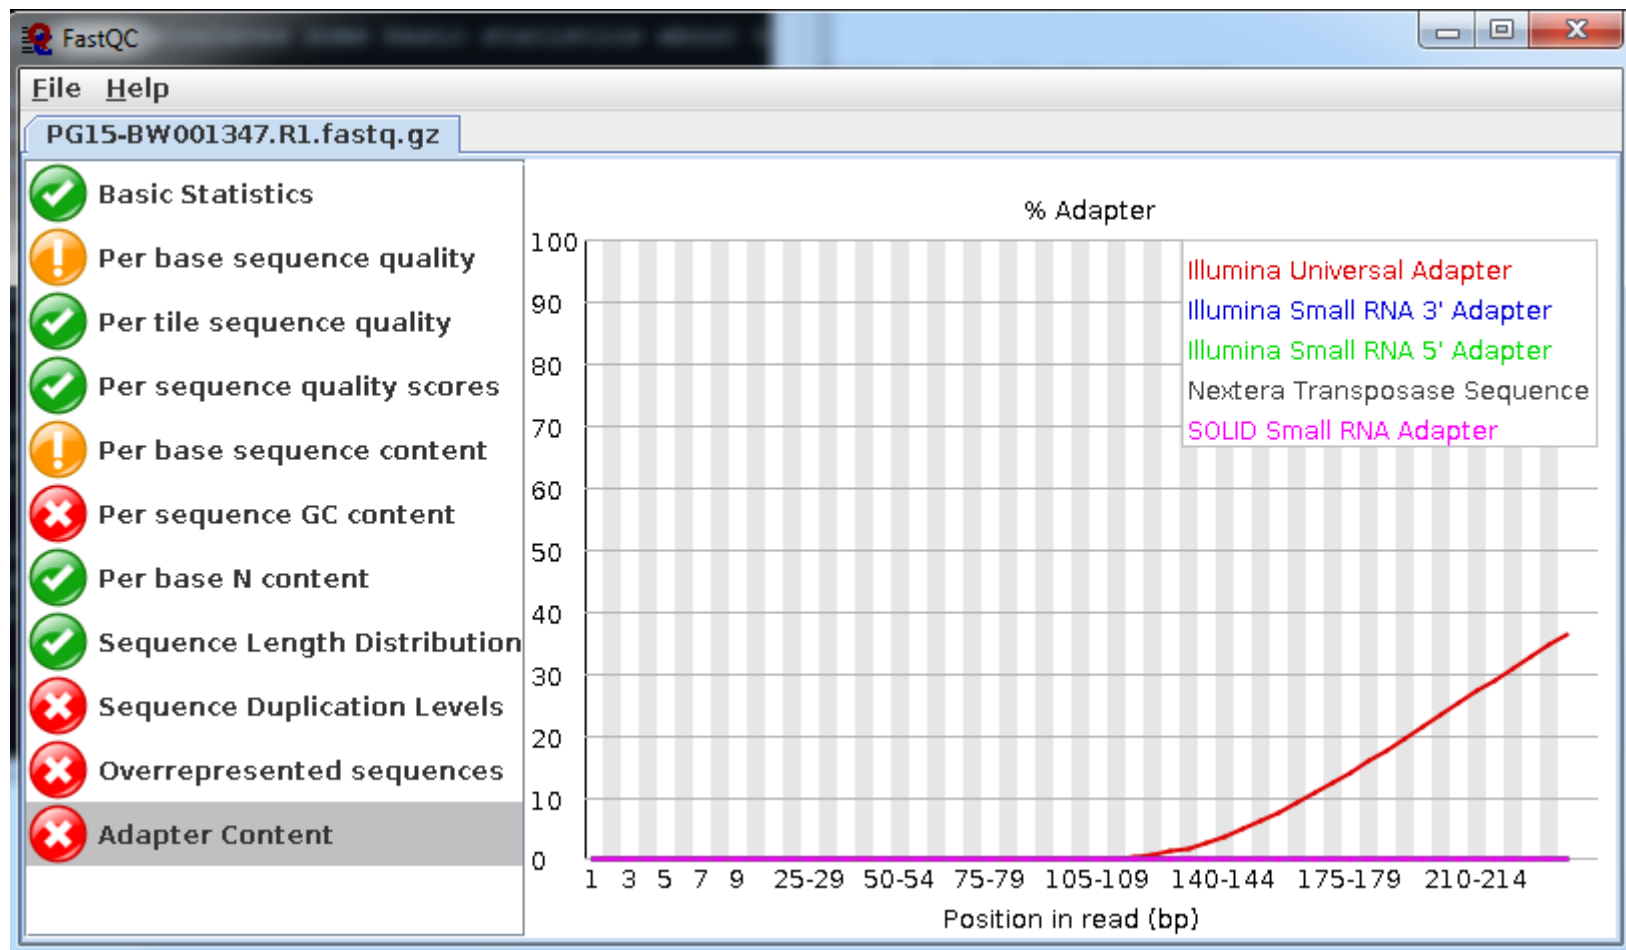 FastQC
File Help
PG15-BW001347.R1.fastq.gz
Basic Statistics
Per base sequence quality
Per tile sequence quality
Per sequence quality scores
Per base sequence content
Per sequence GC content
Per base N content
Sequence Length Distribution
Sequence Duplication Levels
Overrepresented sequences
Adapter Content
% Adapter
100
90
80
70
60
50
40
30
20
10
0
Illumina Universal Adapter
Illumina Small RNA 3' Adapter
Illumina Small RNA 5' Adapter
Nextera Transposase Sequence
SOLID Small RNA Adapter
1 3 5 7 9 25-29 50-54 75-79 105-109 140-144 175-179 210-214
Position in read (bp)